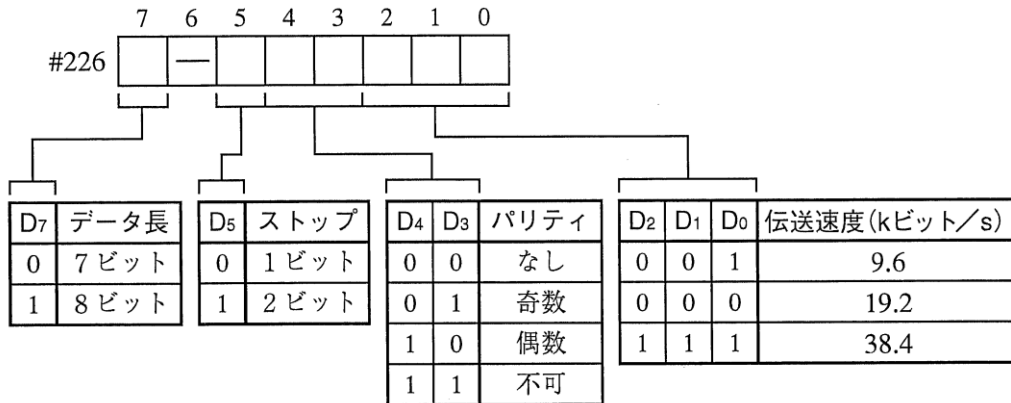 7 6 5 4 3 2 1 0
#226 —
D7 データ長
0 7ビット
1 8ビット
D5 ストップ
0 1ビット
1 2ビット
D4 D3 パリティ
0 0 なし
0 1 奇数
1 0 偶数
1 1 不可
D2 D1 D0 伝送速度(kビット/s)
0 0 1 9.6
0 0 0 19.2
1 1 1 38.4